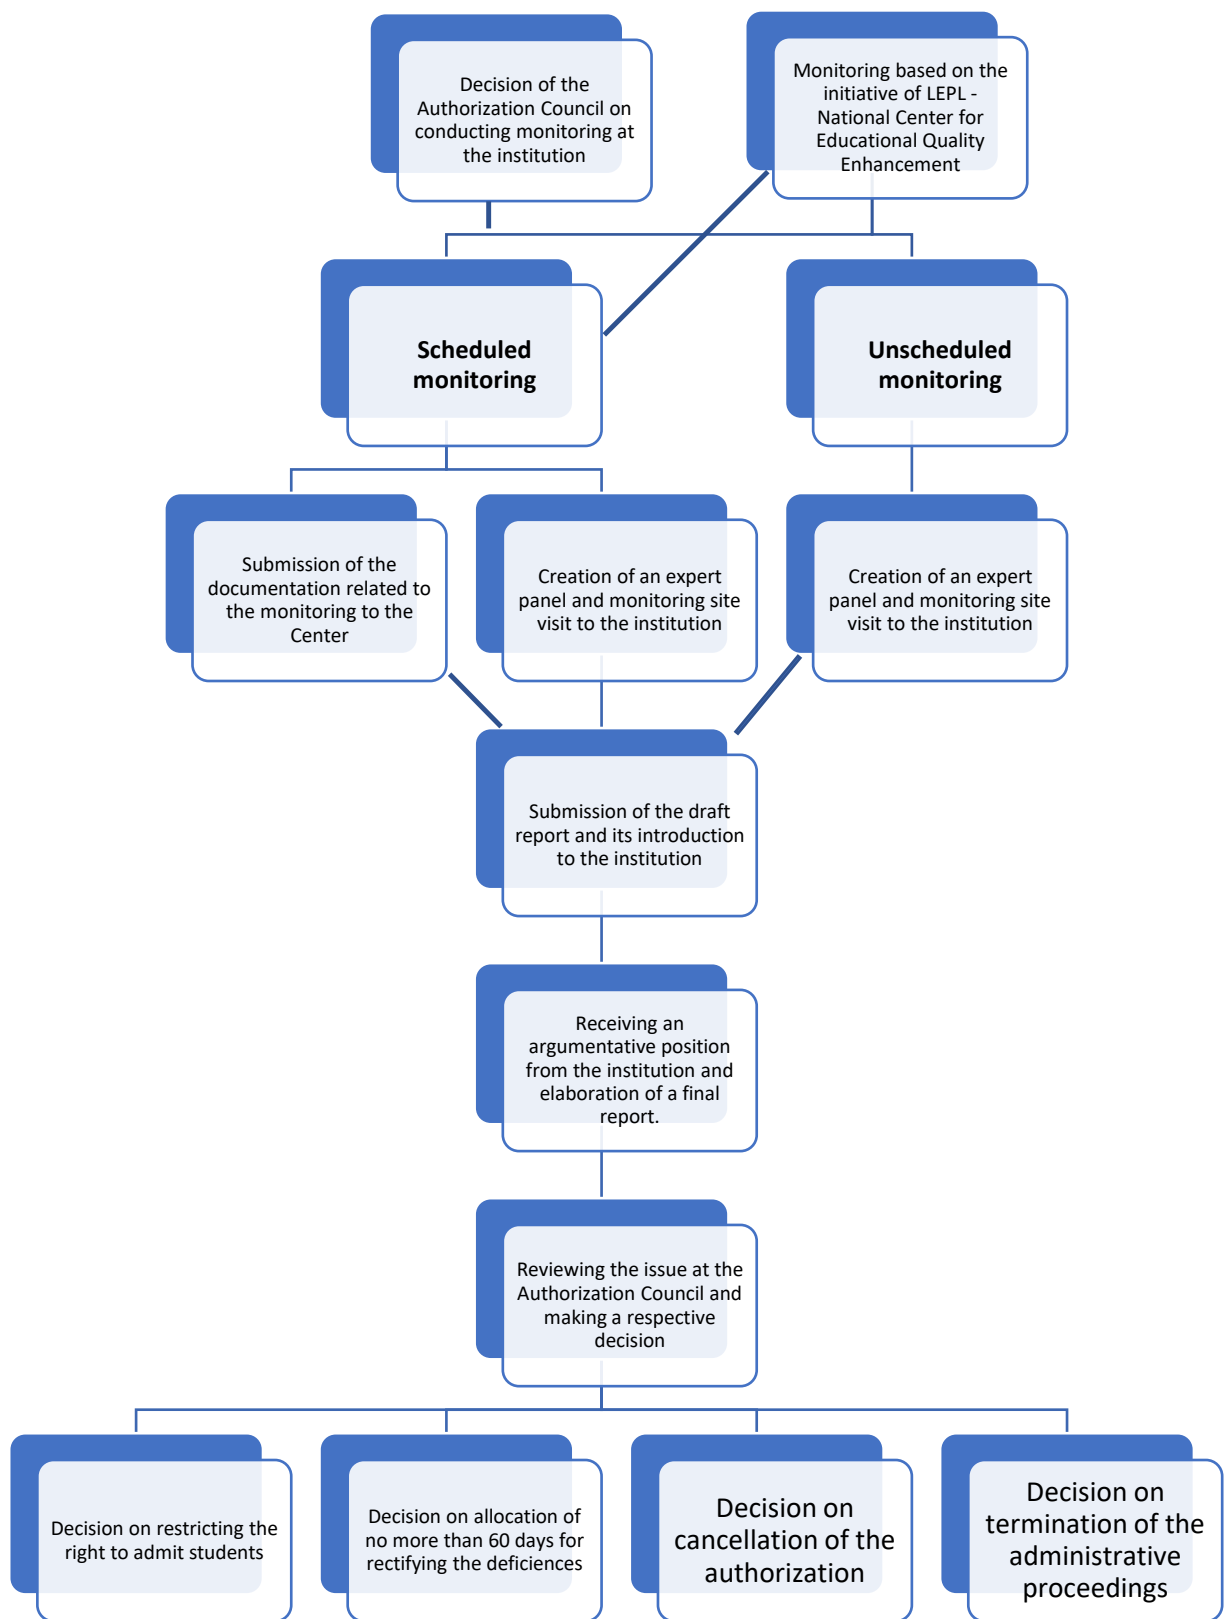 Decision of the
Authorization Council on
conducting monitoring at
the institution
Monitoring based on the
initiative of LEPL -
National Center for
Educational Quality
Enhancement
Scheduled
monitoring
Unscheduled
monitoring
Submission of the
documentation related to
the monitoring to the
Center
Creation of an expert
panel and monitoring site
visit to the institution
Creation of an expert
panel and monitoring site
visit to the institution
Submission of the draft
report and its introduction
to the institution
Receiving an
argumentative position
from the institution and
elaboration of a final
report.
Reviewing the issue at the
Authorization Council and
making a respective
decision
Decision on restricting the
right to admit students
Decision on allocation of
no more than 60 days for
rectifying the deficiences
Decision on
cancellation of the
authorization
Decision on
termination of the
administrative
proceedings